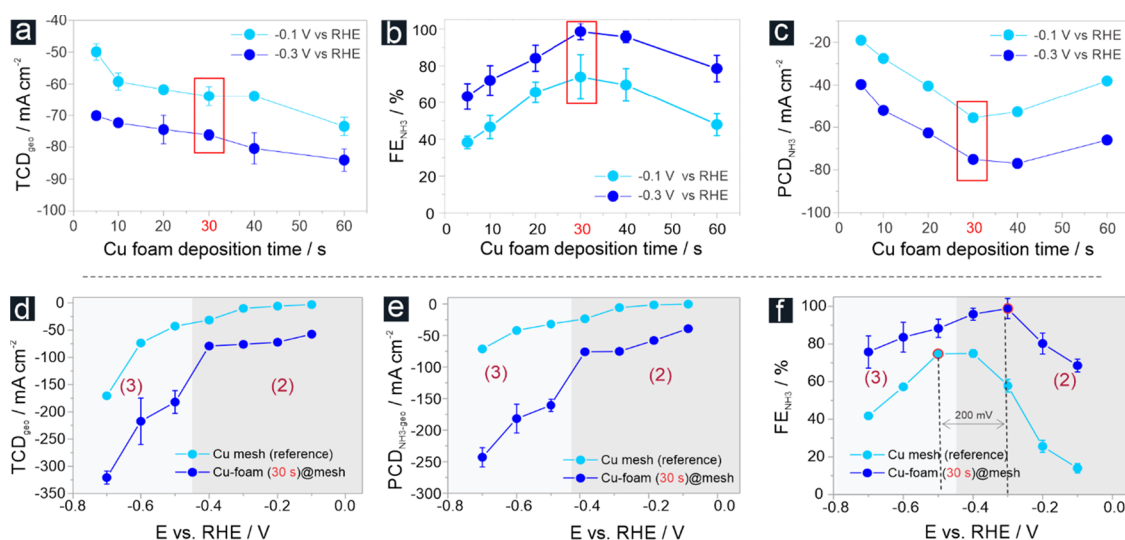 a
-0.1 V vs RHE
-0.3 V vs RHE
TCDgeo / mA cm-2
-40
-50
-60
-70
-80
-90
-100
0 10 20 30 40 50 60
Cu foam deposition time / s
b
FENH3 / %
100
80
60
40
20
0
-0.1 V vs RHE
-0.3 V vs RHE
0 10 20 30 40 50 60
Cu foam deposition time / s
c
-0.1 V vs RHE
-0.3 V vs RHE
PCDNH3 / mA cm-2
-20
-40
-60
-80
-100
0 10 20 30 40 50 60
Cu foam deposition time / s
d
TCDgeo / mA cm-2
0
-50
-100
-150
-200
-250
-300
-350
(3)
(2)
Cu mesh (reference)
Cu-foam (30 s)@mesh
-0.8 -0.6 -0.4 -0.2 0.0
E vs. RHE / V
e
PCDNH3-geo / mA cm-2
0
-50
-100
-150
-200
-250
-300
(3)
(2)
Cu mesh (reference)
Cu-foam (30 s)@mesh
-0.8 -0.6 -0.4 -0.2 0.0
E vs. RHE / V
f
FENH3 / %
100
80
60
40
20
0
(3)
(2)
200 mV
Cu mesh (reference)
Cu-foam (30 s)@mesh
-0.8 -0.6 -0.4 -0.2 0.0
E vs. RHE / V